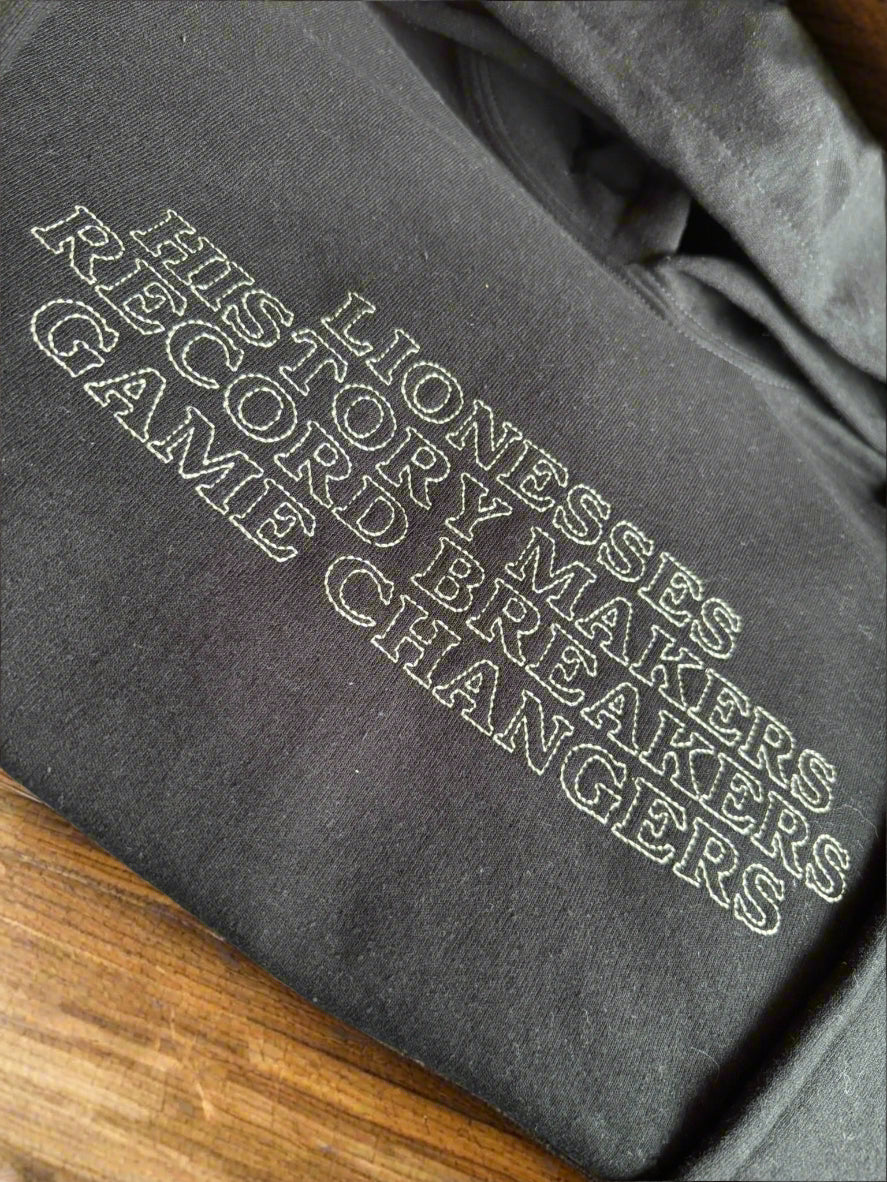 LIONESSES
HISTORY MAKERS
RECORD BREAKERS
GAME CHANGERS